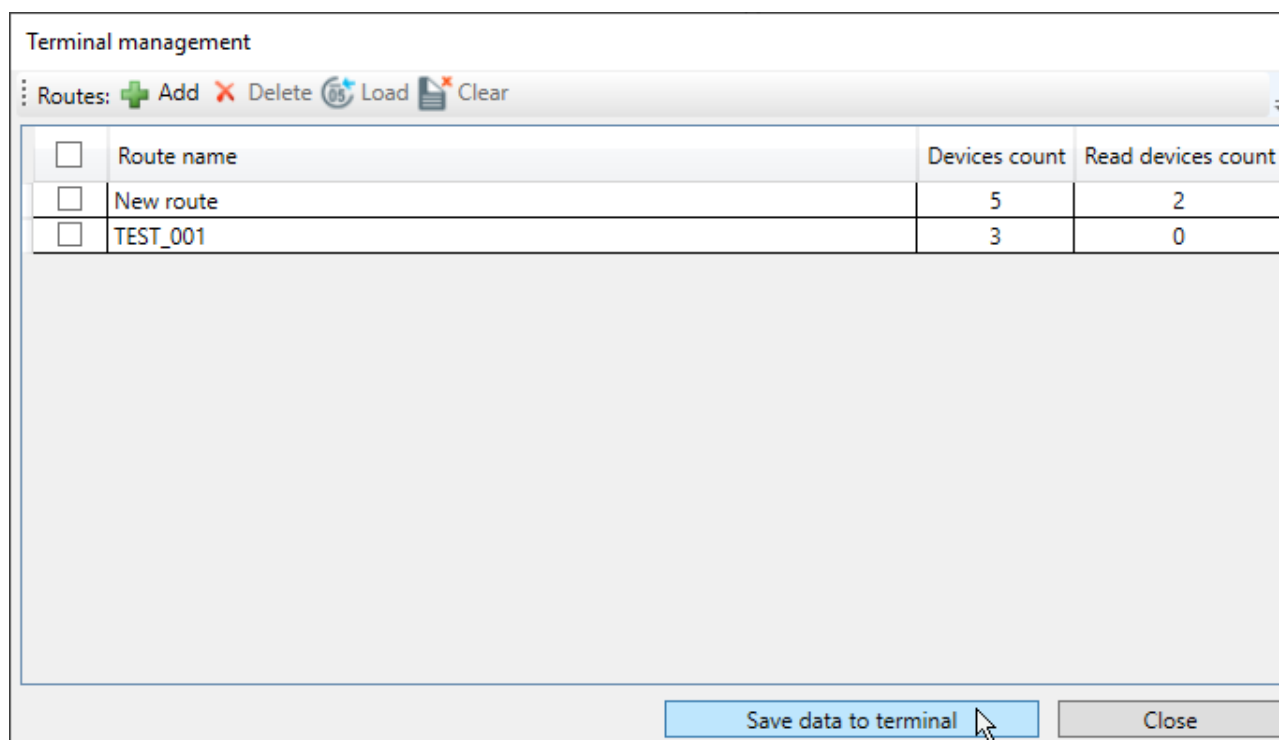 Terminal management
Routes: Add Delete Load Clear
Route name Devices count Read devices count
New route 5 2
TEST_001 3 0
Save data to terminal Close